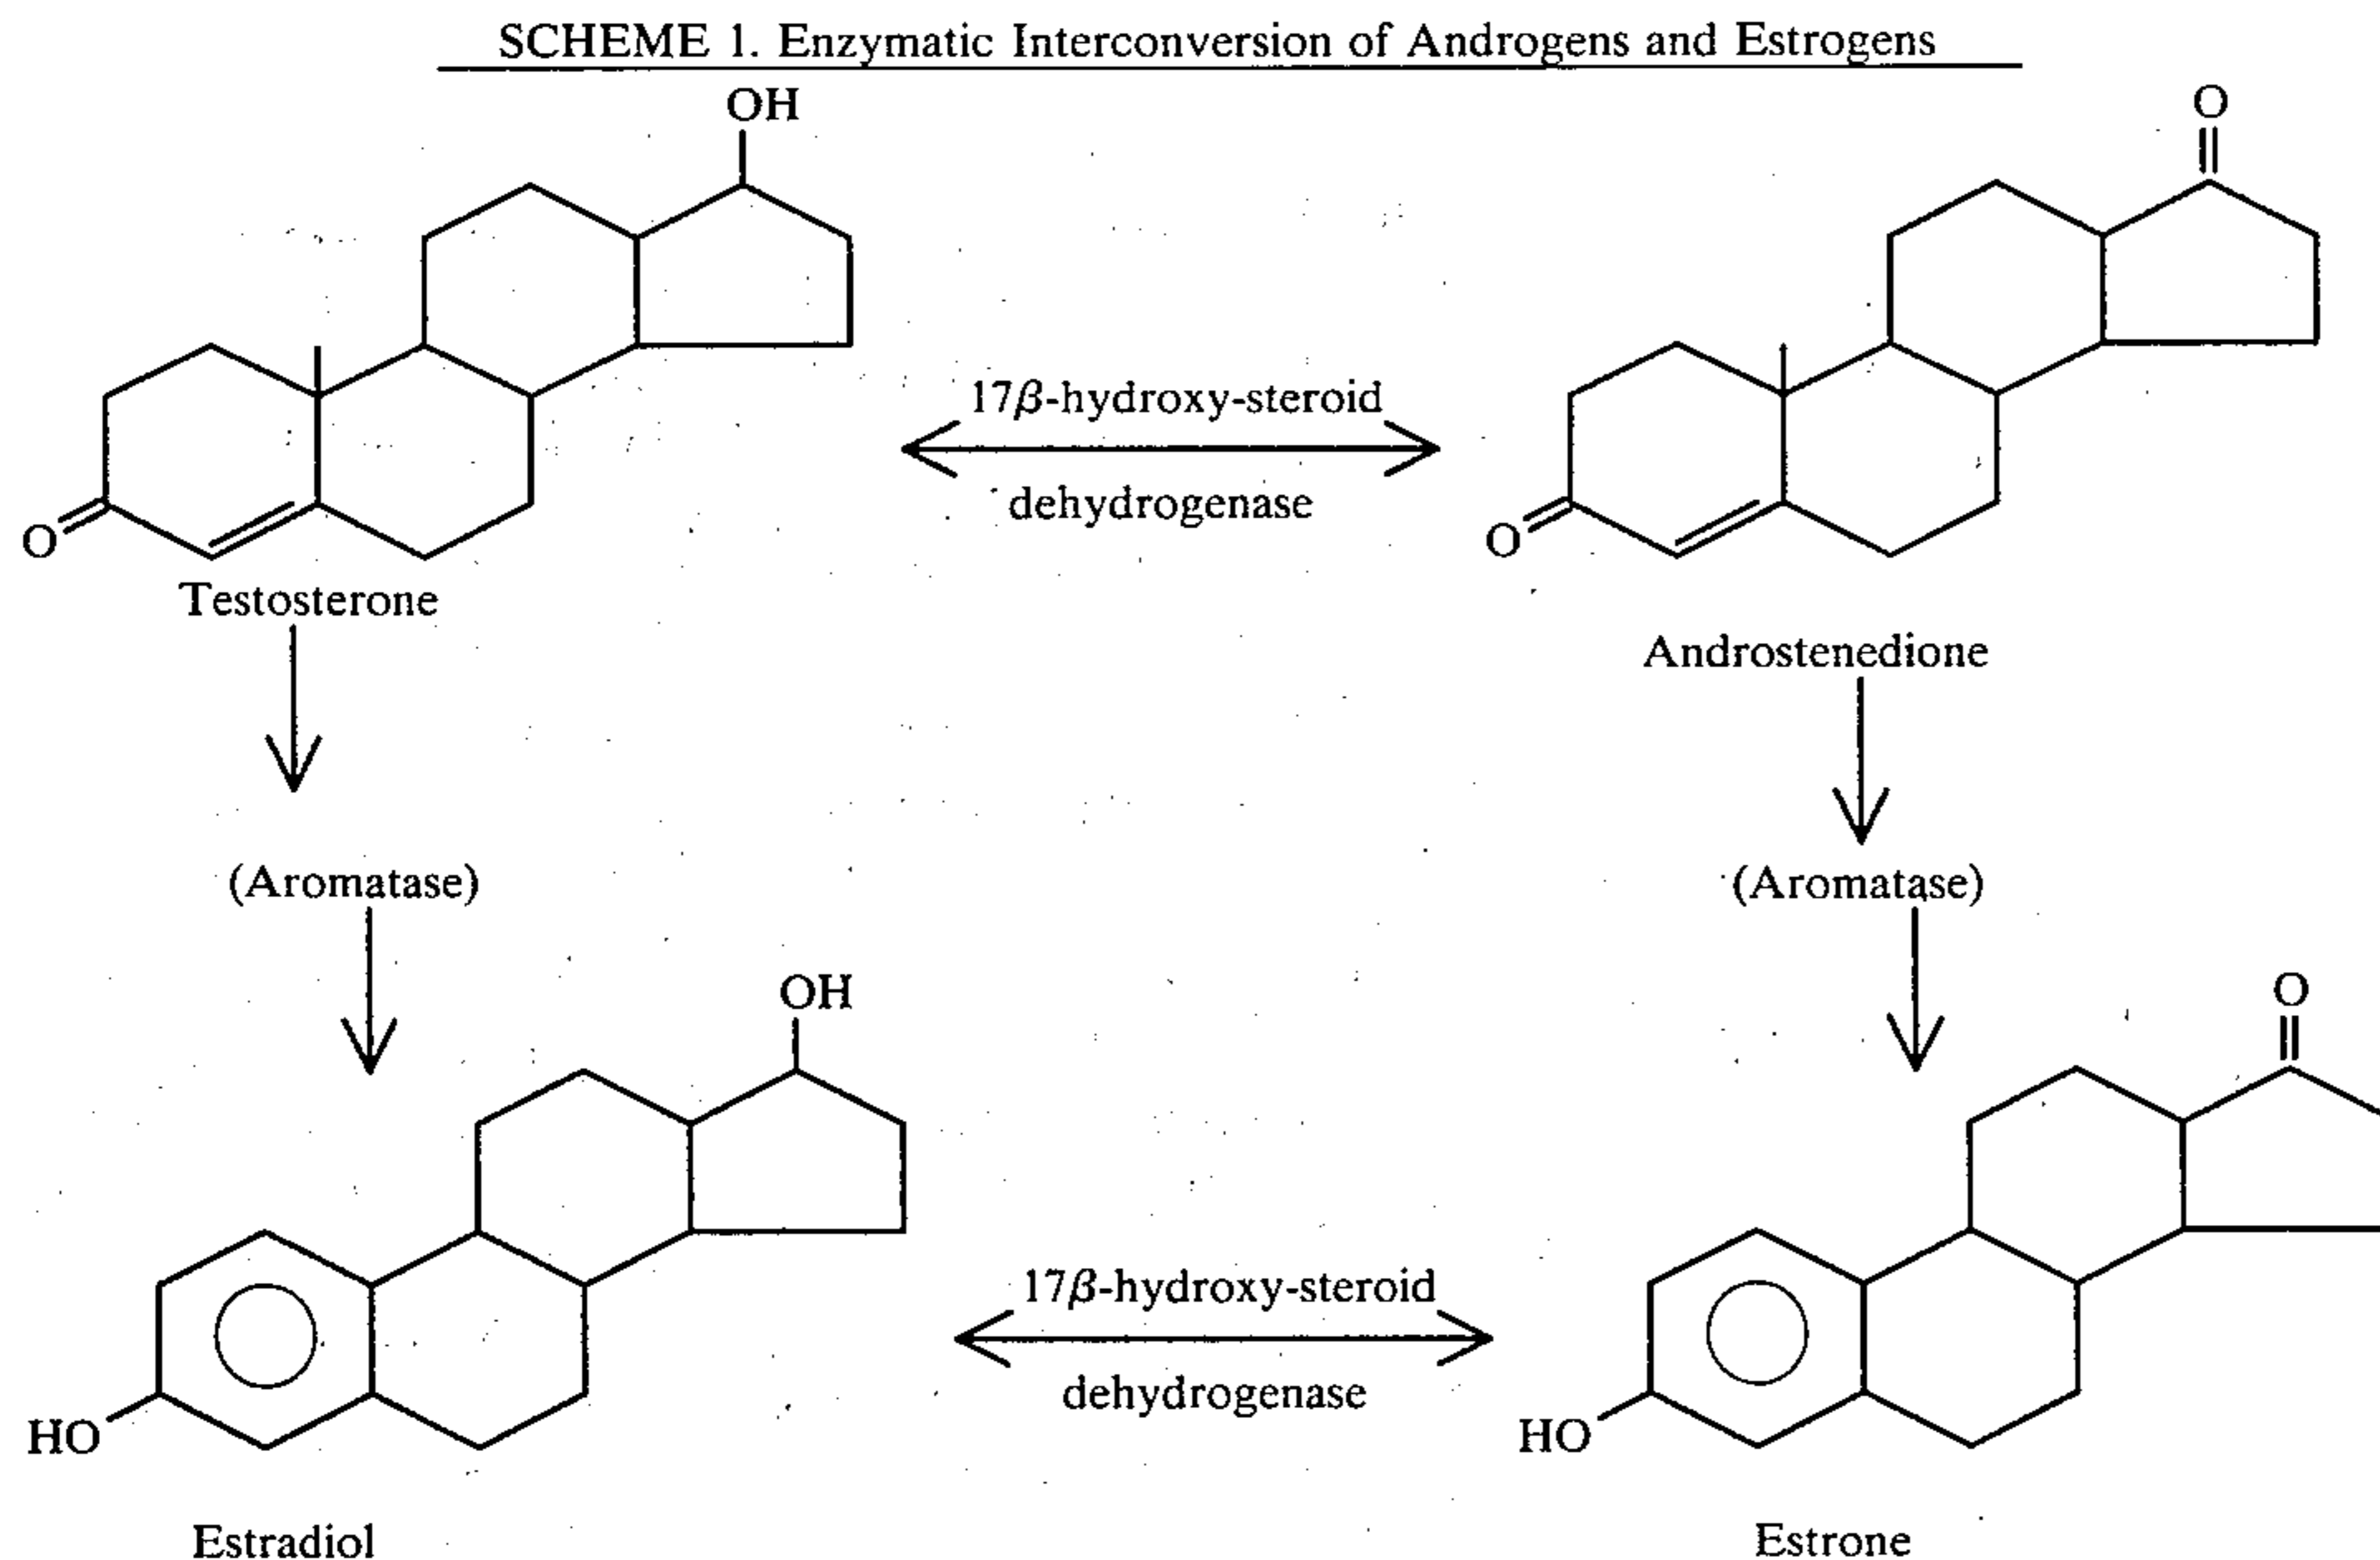 SCHEME 1. Enzymatic Interconversion of Androgens and Estrogens
OH
O
17β-hydroxy-steroid
dehydrogenase
O
O
Testosterone
Androstenedione
(Aromatase)
(Aromatase)
OH
O
17β-hydroxy-steroid
dehydrogenase
HO
HO
Estradiol
Estrone